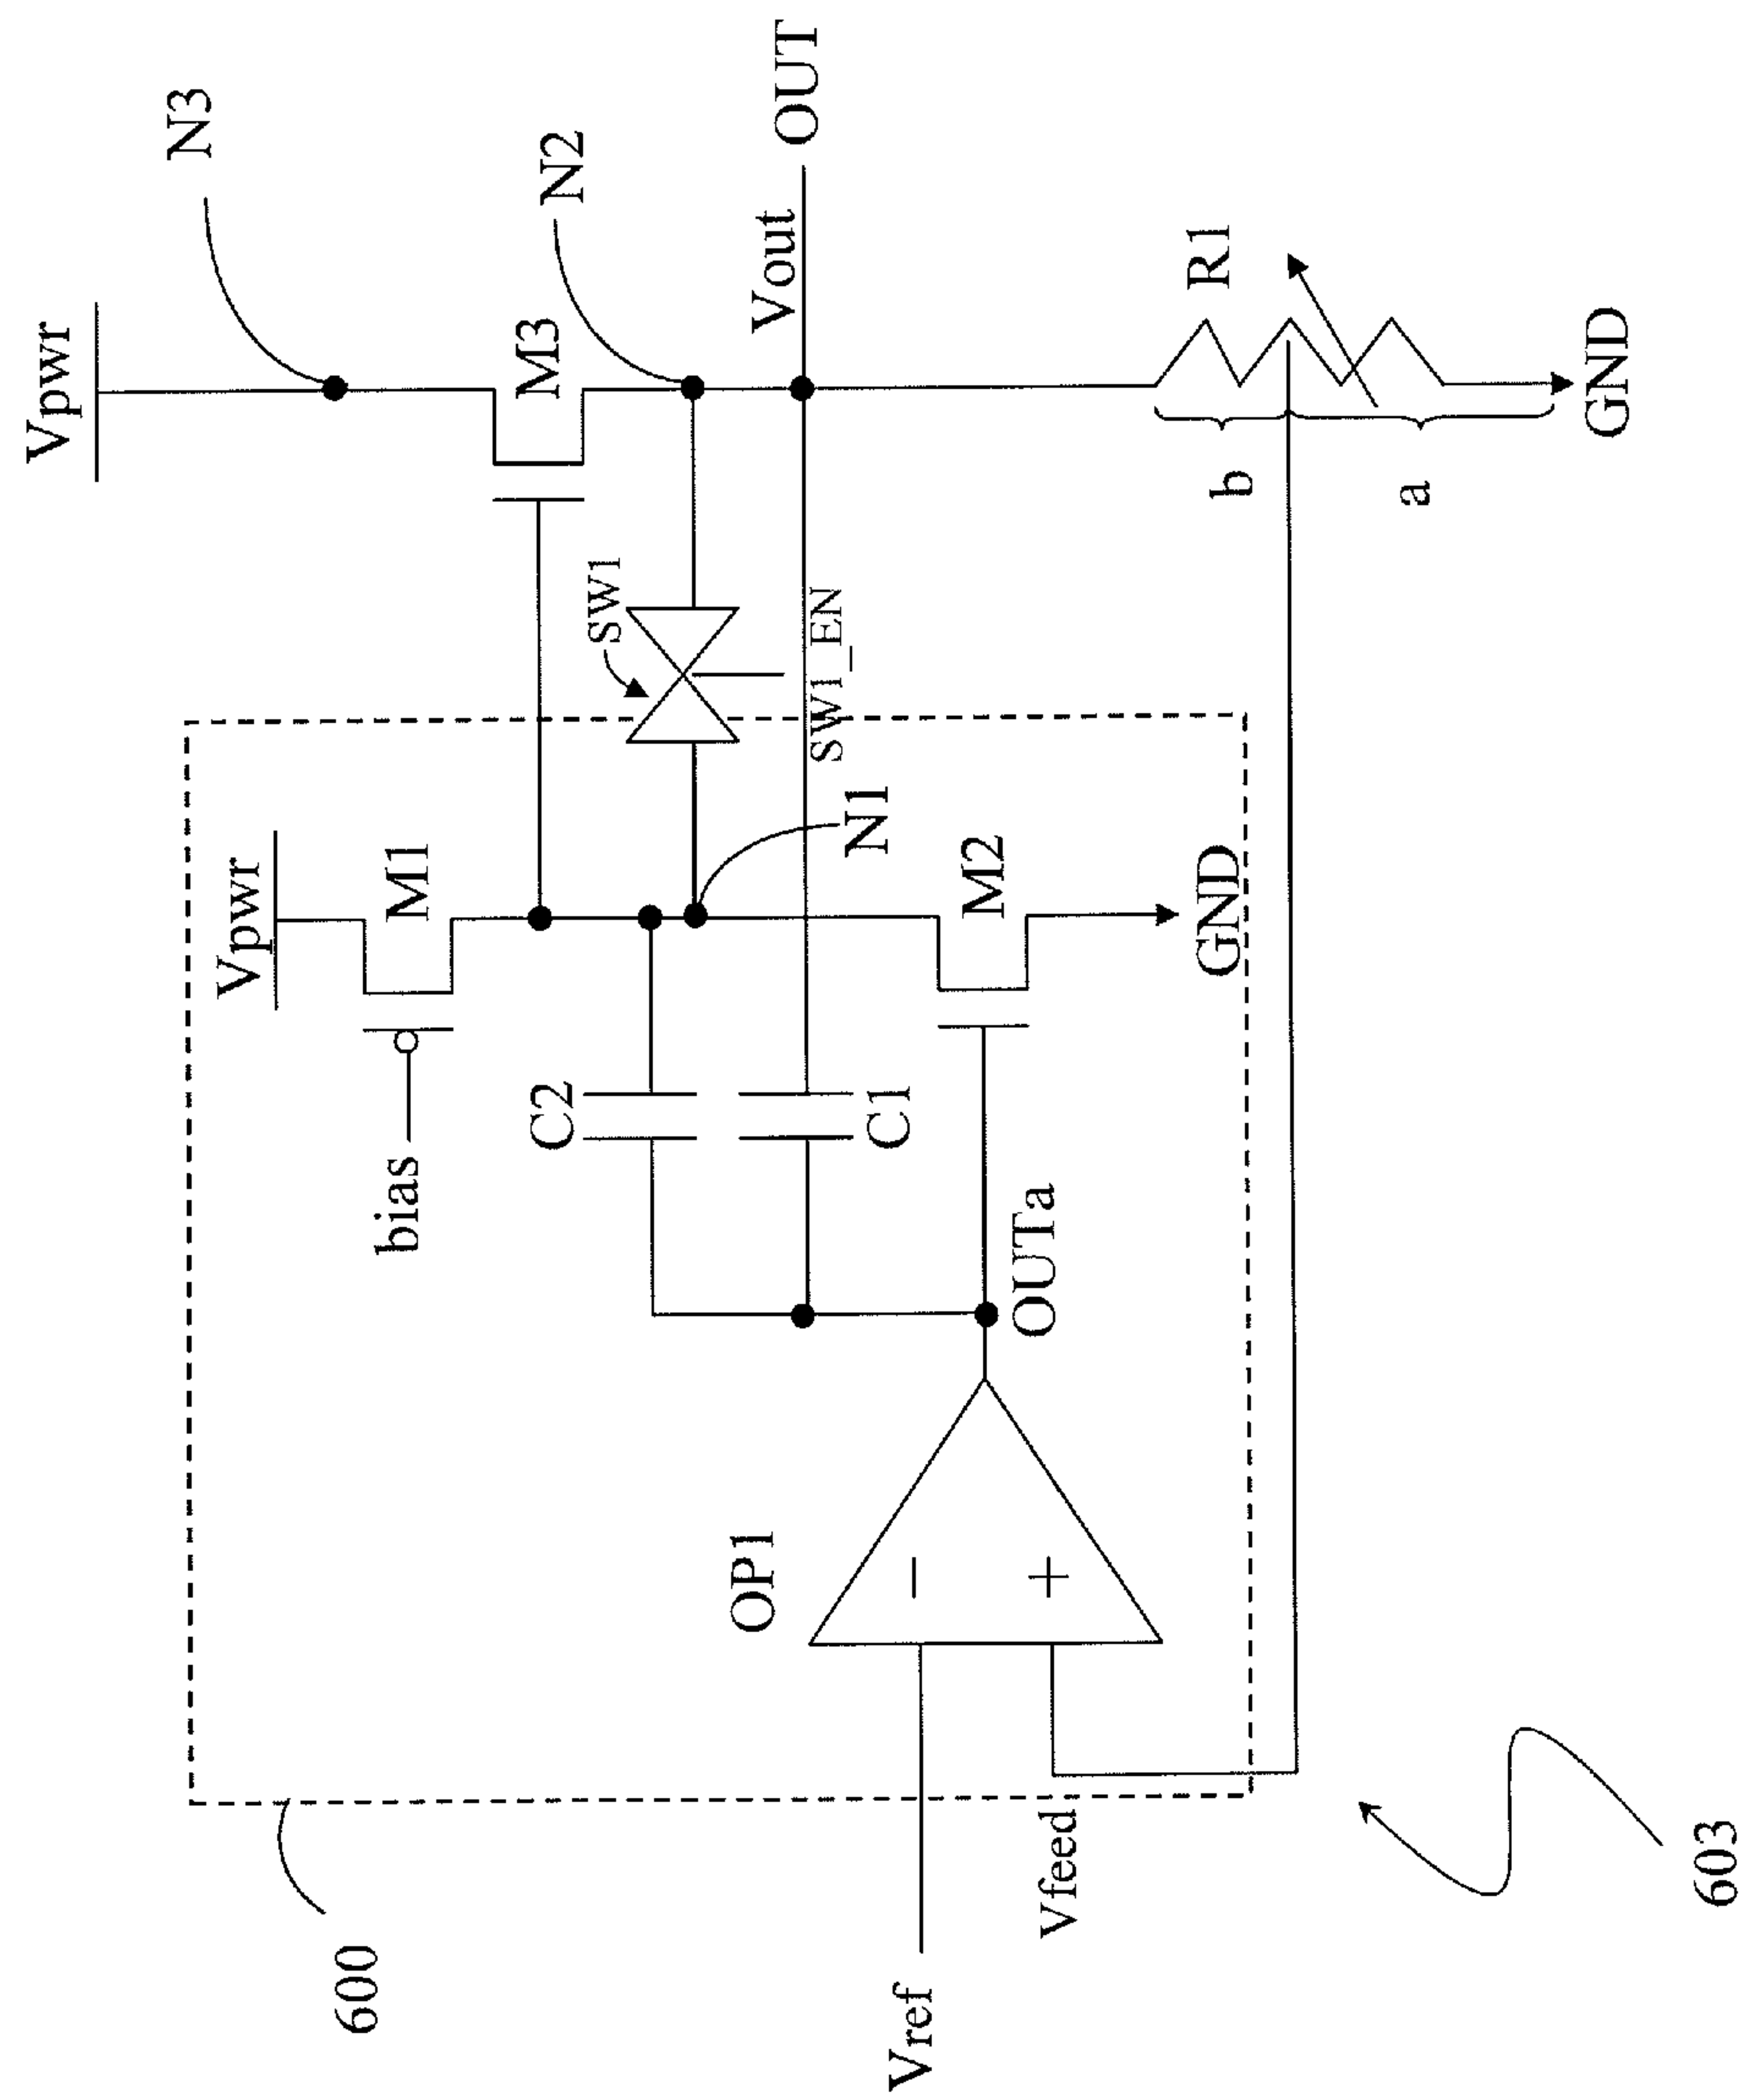 Vpwr
N3
Vpwr
M3
N2
M1
bias
SW1
C2
Vout
OUT
SW1_EN
C1
N1
OP1
−
+
OUTa
M2
GND
R1
b
a
GND
Vref
Vfeed
600
603